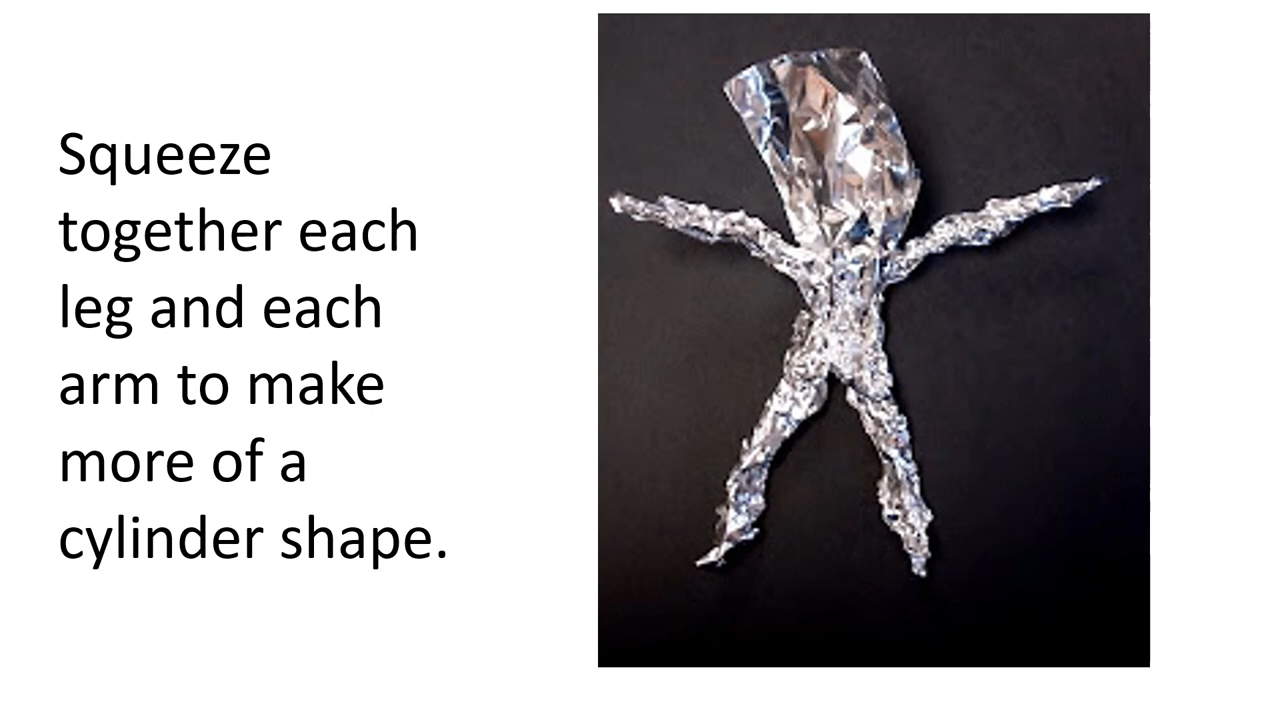 Squeeze
together each
leg and each
arm to make
more of a
cylinder shape.